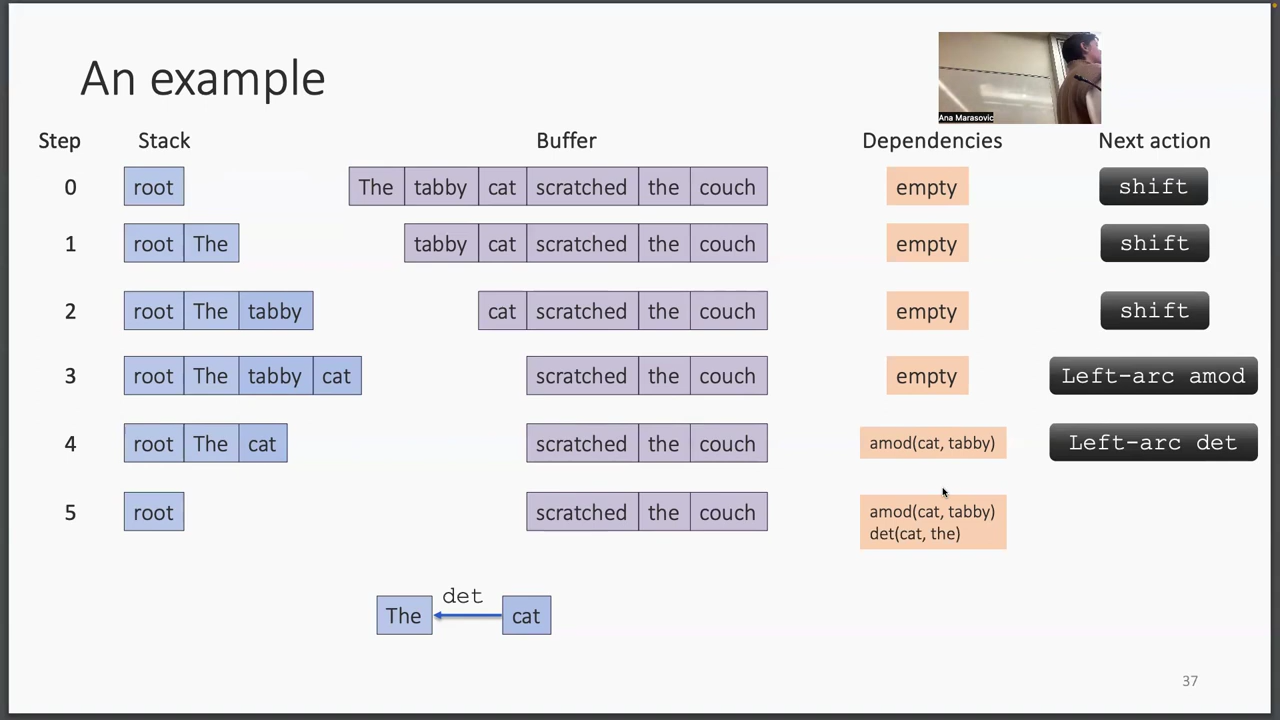 An example
Ana Marasovic
Step Stack Buffer Dependencies Next action
0 root The tabby cat scratched the couch empty shift
1 root The tabby cat scratched the couch empty shift
2 root The tabby cat scratched the couch empty shift
3 root The tabby cat scratched the couch empty Left-arc amod
4 root The cat scratched the couch amod(cat, tabby) Left-arc det
5 root scratched the couch amod(cat, tabby)
det(cat, the)
det
The cat
37